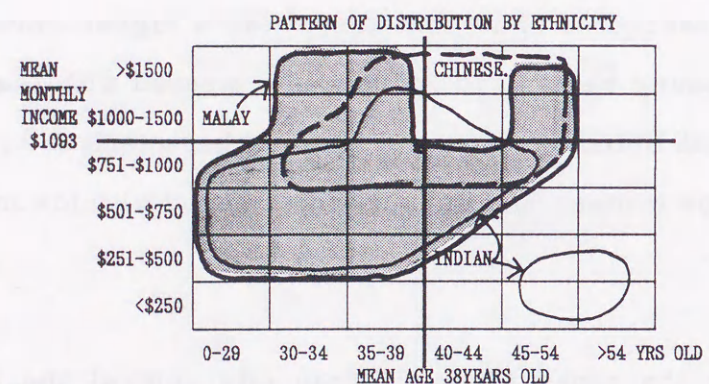 PATTERN OF DISTRIBUTION BY ETHNICITY
MEAN
MONTHLY
INCOME
$1093
>$1500
$1000-1500
$751-$1000
$501-$750
$251-$500
<$250
MALAY
CHINESE.
INDIAN
0-29 30-34 35-39 40-44 45-54 >54 YRS OLD
MEAN AGE 38YEARS OLD